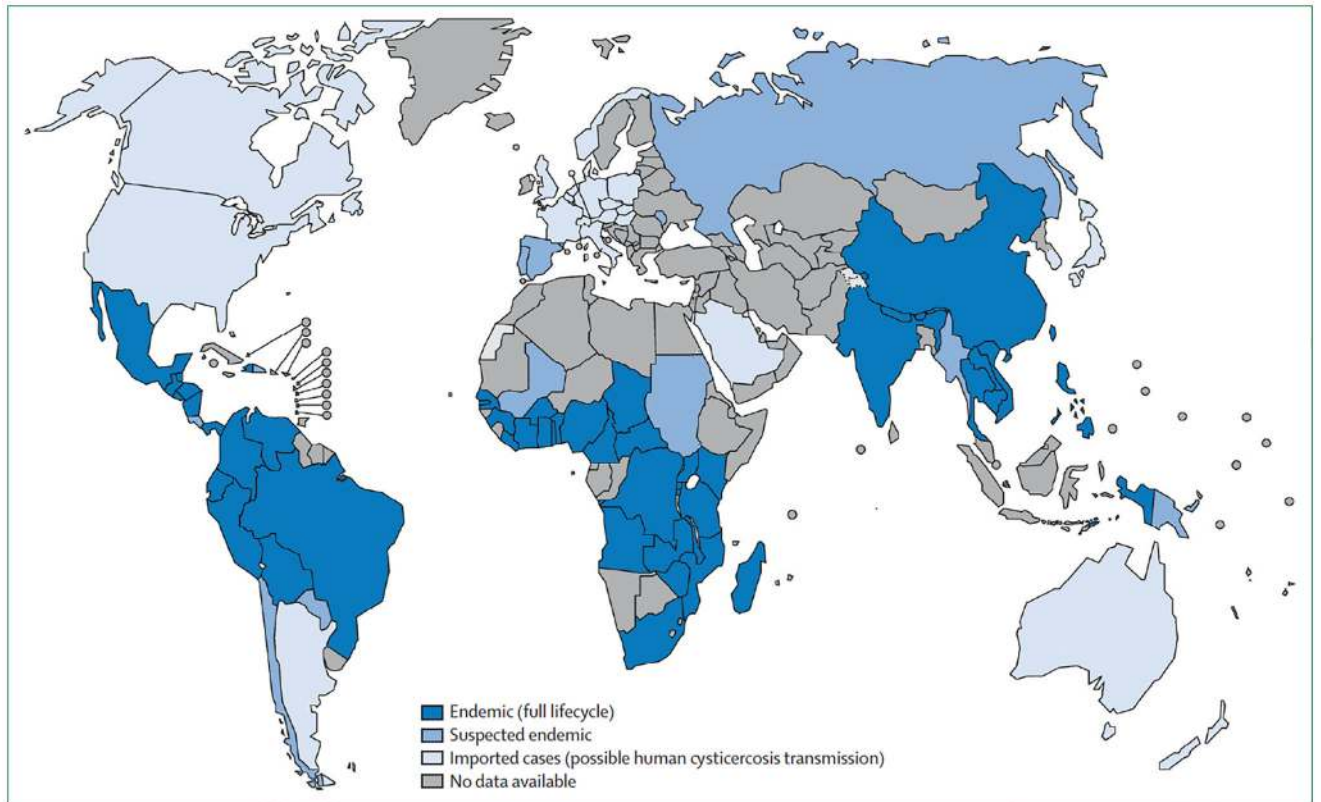 Endemic (full lifecycle)
Suspected endemic
Imported cases (possible human cysticercosis transmission)
No data available